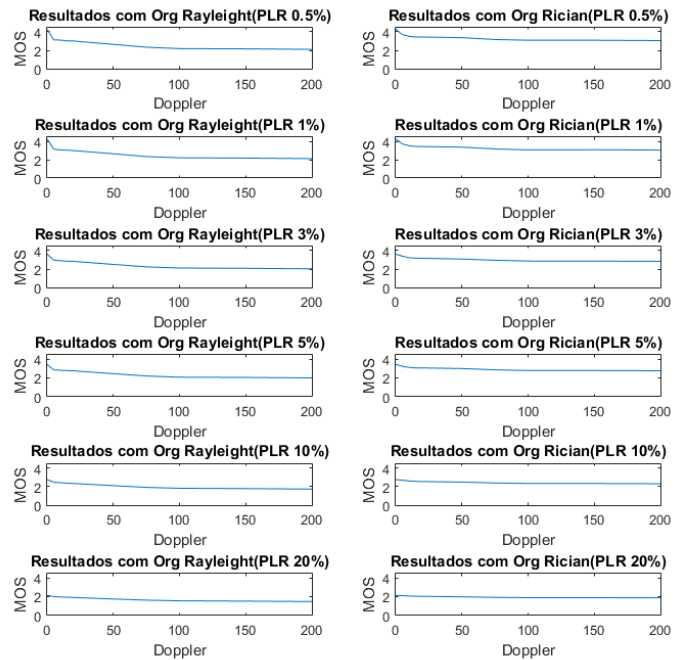 Resultados com Org Rayleight(PLR 0.5%)
MOS
4
2
0
0 50 100 150 200
Doppler
Resultados com Org Rician(PLR 0.5%)
MOS
4
2
0
0 50 100 150 200
Doppler
Resultados com Org Rayleight(PLR 1%)
MOS
4
2
0
0 50 100 150 200
Doppler
Resultados com Org Rician(PLR 1%)
MOS
4
2
0
0 50 100 150 200
Doppler
Resultados com Org Rayleight(PLR 3%)
MOS
4
2
0
0 50 100 150 200
Doppler
Resultados com Org Rician(PLR 3%)
MOS
4
2
0
0 50 100 150 200
Doppler
Resultados com Org Rayleight(PLR 5%)
MOS
4
2
0
0 50 100 150 200
Doppler
Resultados com Org Rician(PLR 5%)
MOS
4
2
0
0 50 100 150 200
Doppler
Resultados com Org Rayleight(PLR 10%)
MOS
4
2
0
0 50 100 150 200
Doppler
Resultados com Org Rician(PLR 10%)
MOS
4
2
0
0 50 100 150 200
Doppler
Resultados com Org Rayleight(PLR 20%)
MOS
4
2
0
0 50 100 150 200
Doppler
Resultados com Org Rician(PLR 20%)
MOS
4
2
0
0 50 100 150 200
Doppler